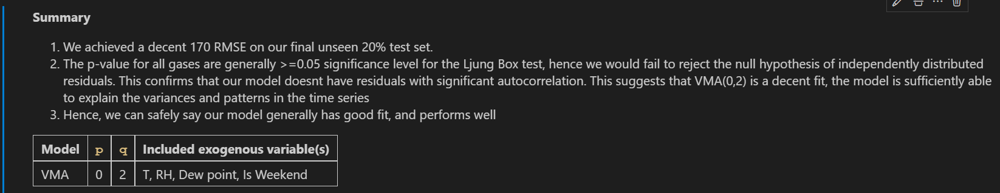 Summary
1. We achieved a decent 170 RMSE on our final unseen 20% test set.
2. The p-value for all gases are generally >=0.05 significance level for the Ljung Box test, hence we would fail to reject the null hypothesis of independently distributed
residuals. This confirms that our model doesnt have residuals with significant autocorrelation. This suggests that VMA(0,2) is a decent fit, the model is sufficiently able
to explain the variances and patterns in the time series
3. Hence, we can safely say our model generally has good fit, and performs well
Model p q Included exogenous variable(s)
VMA 0 2 T, RH, Dew point, Is Weekend